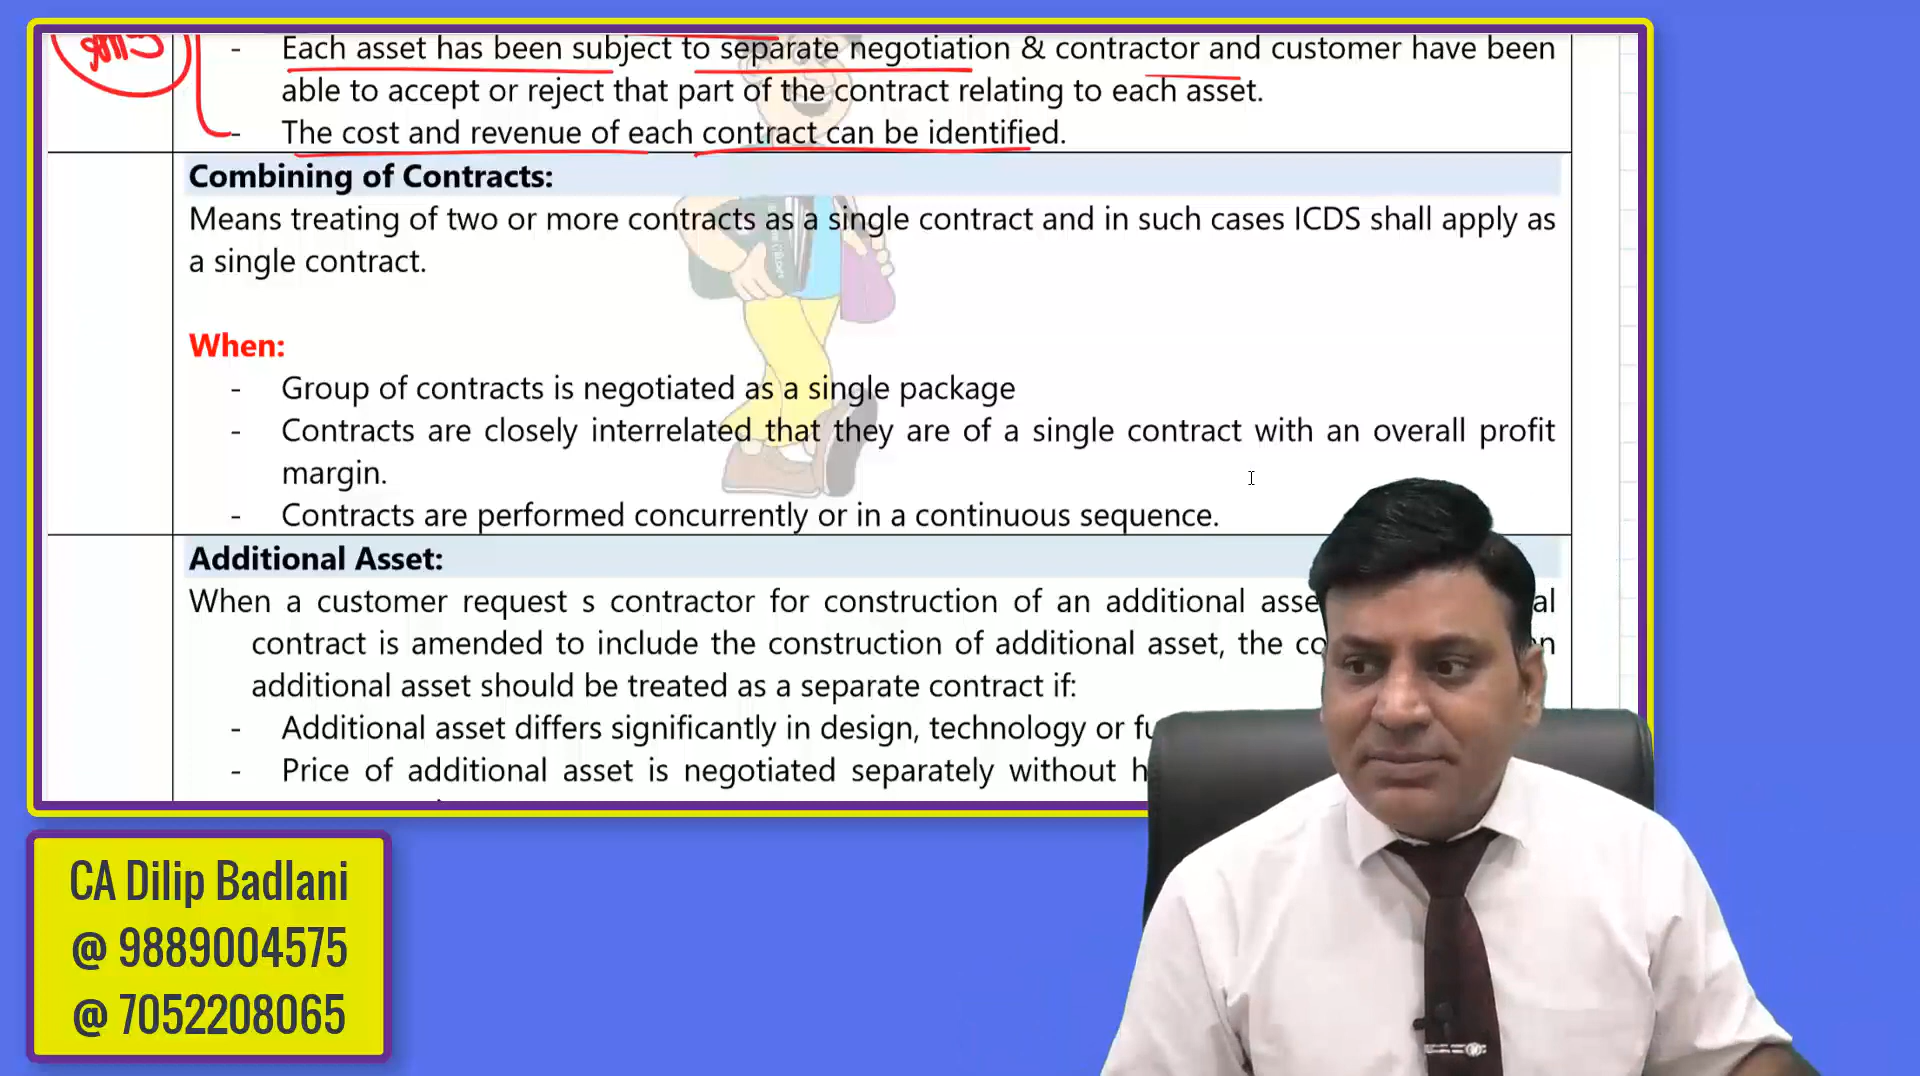 - Each asset has been subject to separate negotiation & contractor and customer have been
able to accept or reject that part of the contract relating to each asset.
- The cost and revenue of each contract can be identified.
Combining of Contracts:
Means treating of two or more contracts as a single contract and in such cases ICDS shall apply as
a single contract.
When:
- Group of contracts is negotiated as a single package
- Contracts are closely interrelated that they are of a single contract with an overall profit
margin.
- Contracts are performed concurrently or in a continuous sequence.
Additional Asset:
When a customer request s contractor for construction of an additional
contract is amended to include the construction of additional asset, the
additional asset should be treated as a separate contract if:
- Additional asset differs significantly in design, technology or
- Price of additional asset is negotiated separately without
CA Dilip Badlani
@ 9889004575
@ 7052208065